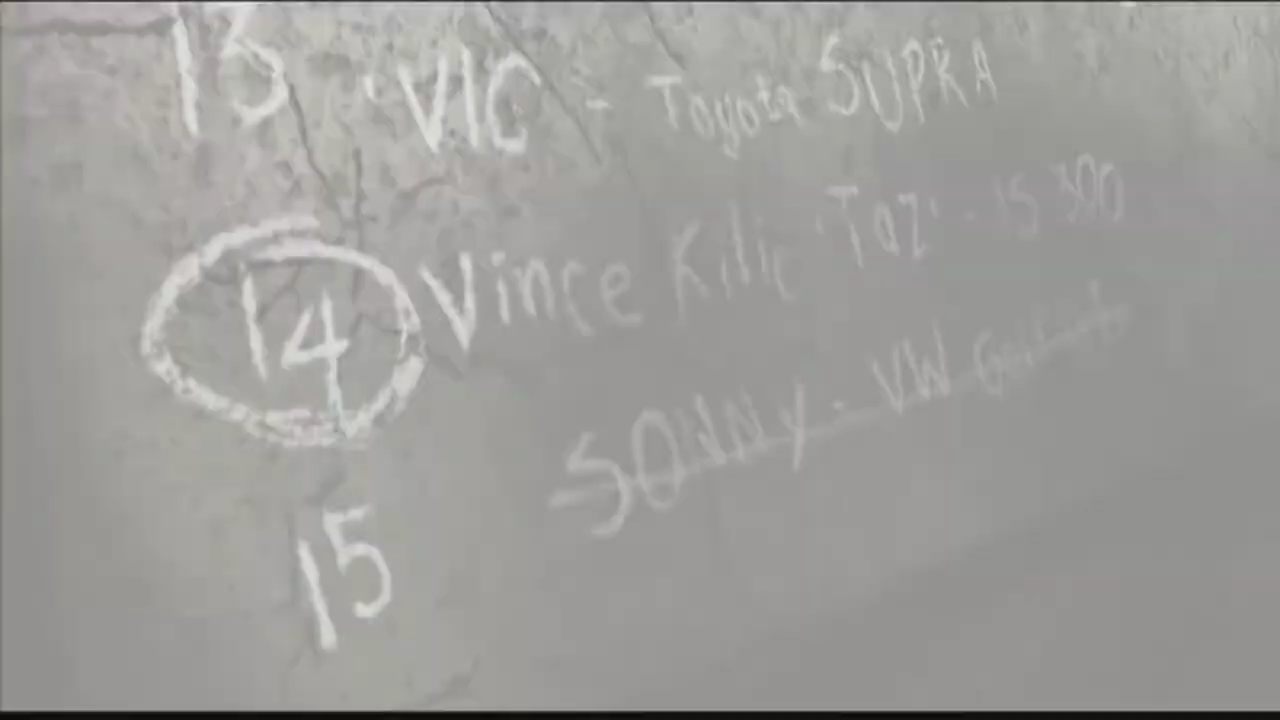 13 'VIC - Toyota SUPRA
14 Vince Kilic 'Taz' - IS 300
SONNY - VW
15